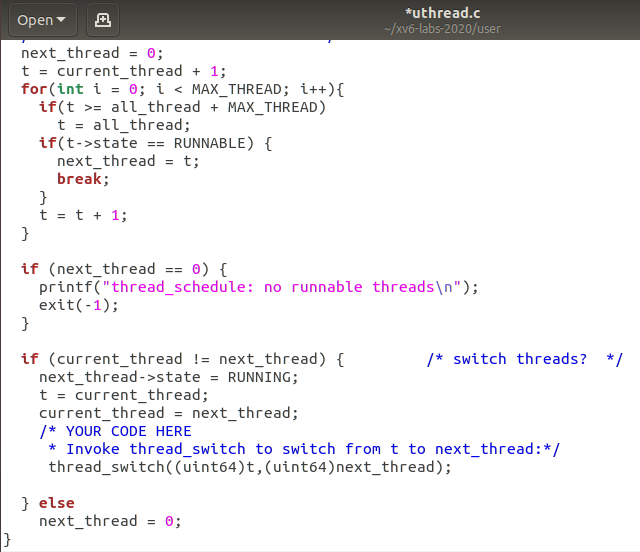 Open
*uthread.c
~/xv6-labs-2020/user
next_thread = 0;
t = current_thread + 1;
for(int i = 0; i < MAX_THREAD; i++){
if(t >= all_thread + MAX_THREAD)
t = all_thread;
if(t->state == RUNNABLE) {
next_thread = t;
break;
}
t = t + 1;
}
if (next_thread == 0) {
printf("thread_schedule: no runnable threads\n");
exit(-1);
}
if (current_thread != next_thread) { /* switch threads?  */
next_thread->state = RUNNING;
t = current_thread;
current_thread = next_thread;
/* YOUR CODE HERE
* Invoke thread_switch to switch from t to next_thread:*/
thread_switch((uint64)t,(uint64)next_thread);
} else
next_thread = 0;
}